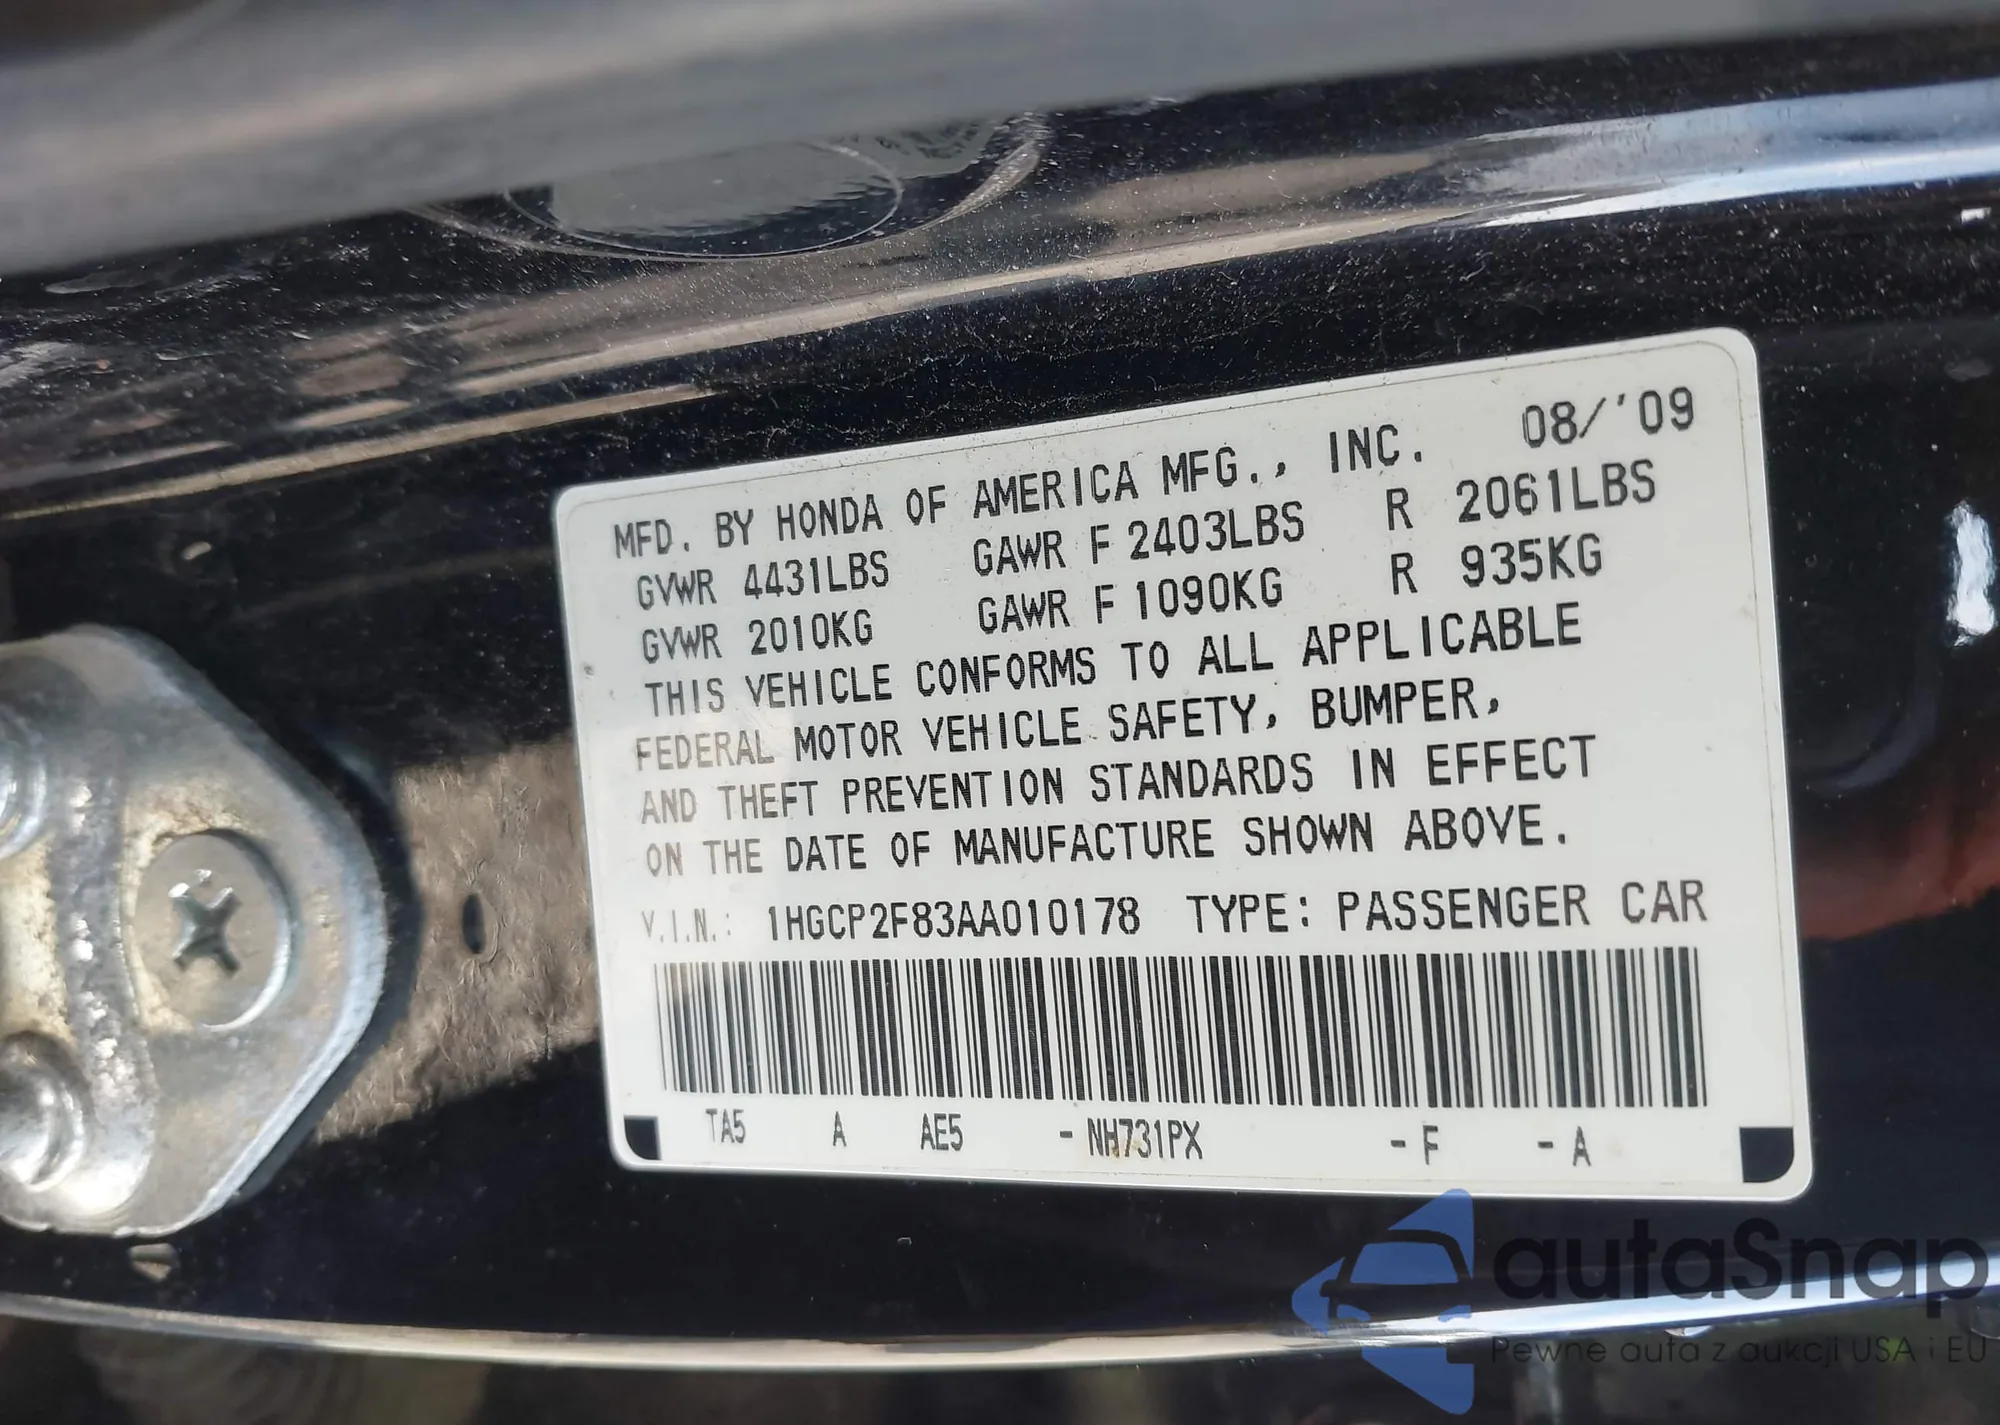 MFD. BY HONDA OF AMERICA MFG., INC. 08/'09
GVWR 4431LBS GAWR F 2403LBS R 2061LBS
GVWR 2010KG GAWR F 1090KG R 935KG
THIS VEHICLE CONFORMS TO ALL APPLICABLE
FEDERAL MOTOR VEHICLE SAFETY, BUMPER,
AND THEFT PREVENTION STANDARDS IN EFFECT
ON THE DATE OF MANUFACTURE SHOWN ABOVE.
V.I.N.: 1HGCP2F83AA010178 TYPE: PASSENGER CAR
TA5 A AE5 - NH731PX - F - A
autaSnap
Pewne auta z aukcji USA i EU